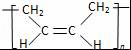 CH₂ CH₂
C=C
H H n